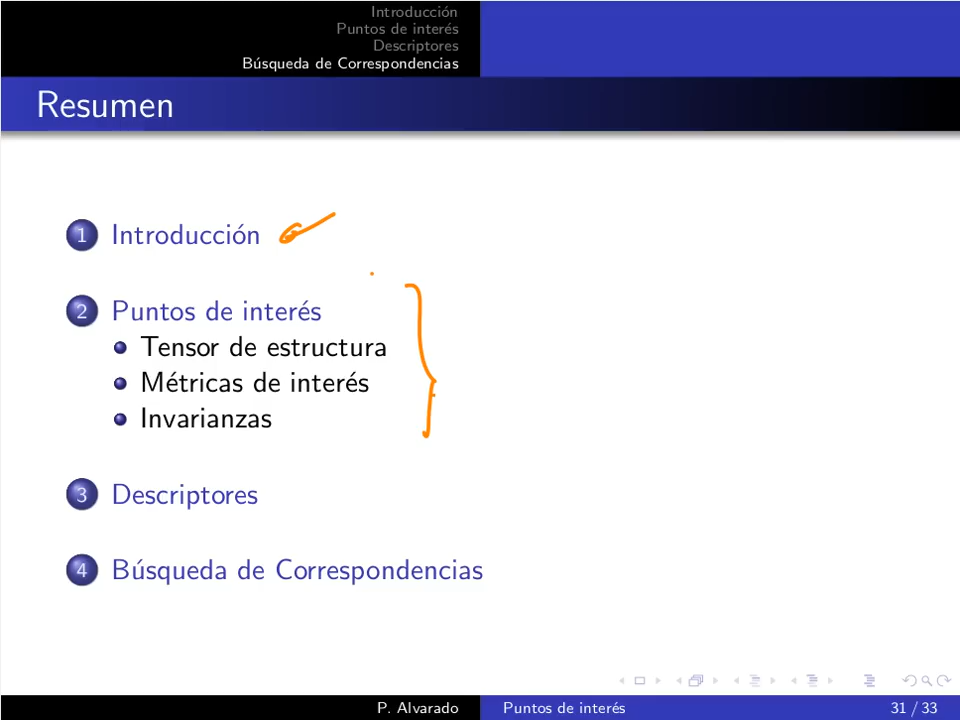 Introducción
Puntos de interés
Descriptores
Búsqueda de Correspondencias
Resumen
1 Introducción
2 Puntos de interés
Tensor de estructura
Métricas de interés
Invarianzas
3 Descriptores
4 Búsqueda de Correspondencias
P. Alvarado Puntos de interés 31 / 33